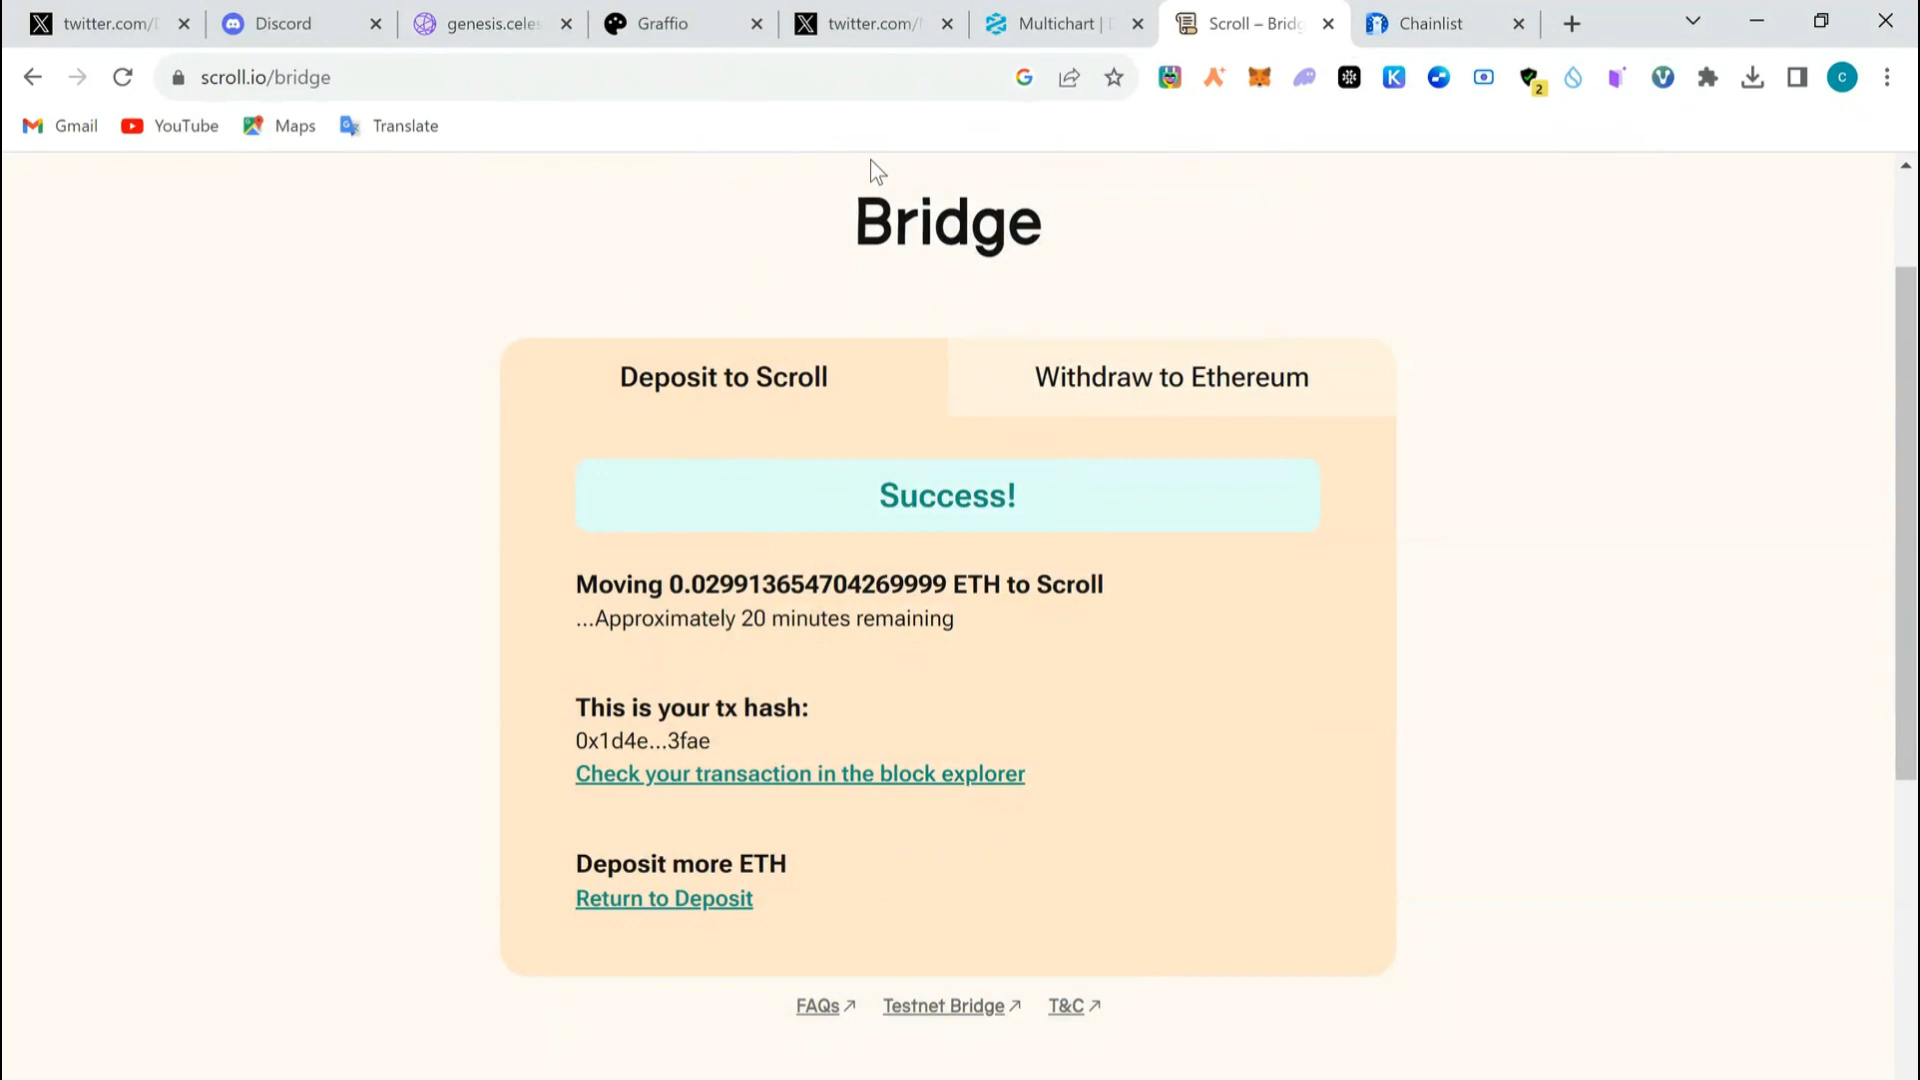 twitter.com/
Discord
genesis.celes
Graffio
twitter.com/
Multichart |
Scroll – Bridg
Chainlist
scroll.io/bridge
2
c
Gmail
YouTube
Maps
Translate
Bridge
Deposit to Scroll
Withdraw to Ethereum
Success!
Moving 0.029913654704269999 ETH to Scroll
...Approximately 20 minutes remaining
This is your tx hash:
0x1d4e...3fae
Check your transaction in the block explorer
Deposit more ETH
Return to Deposit
FAQs
Testnet Bridge
T&C